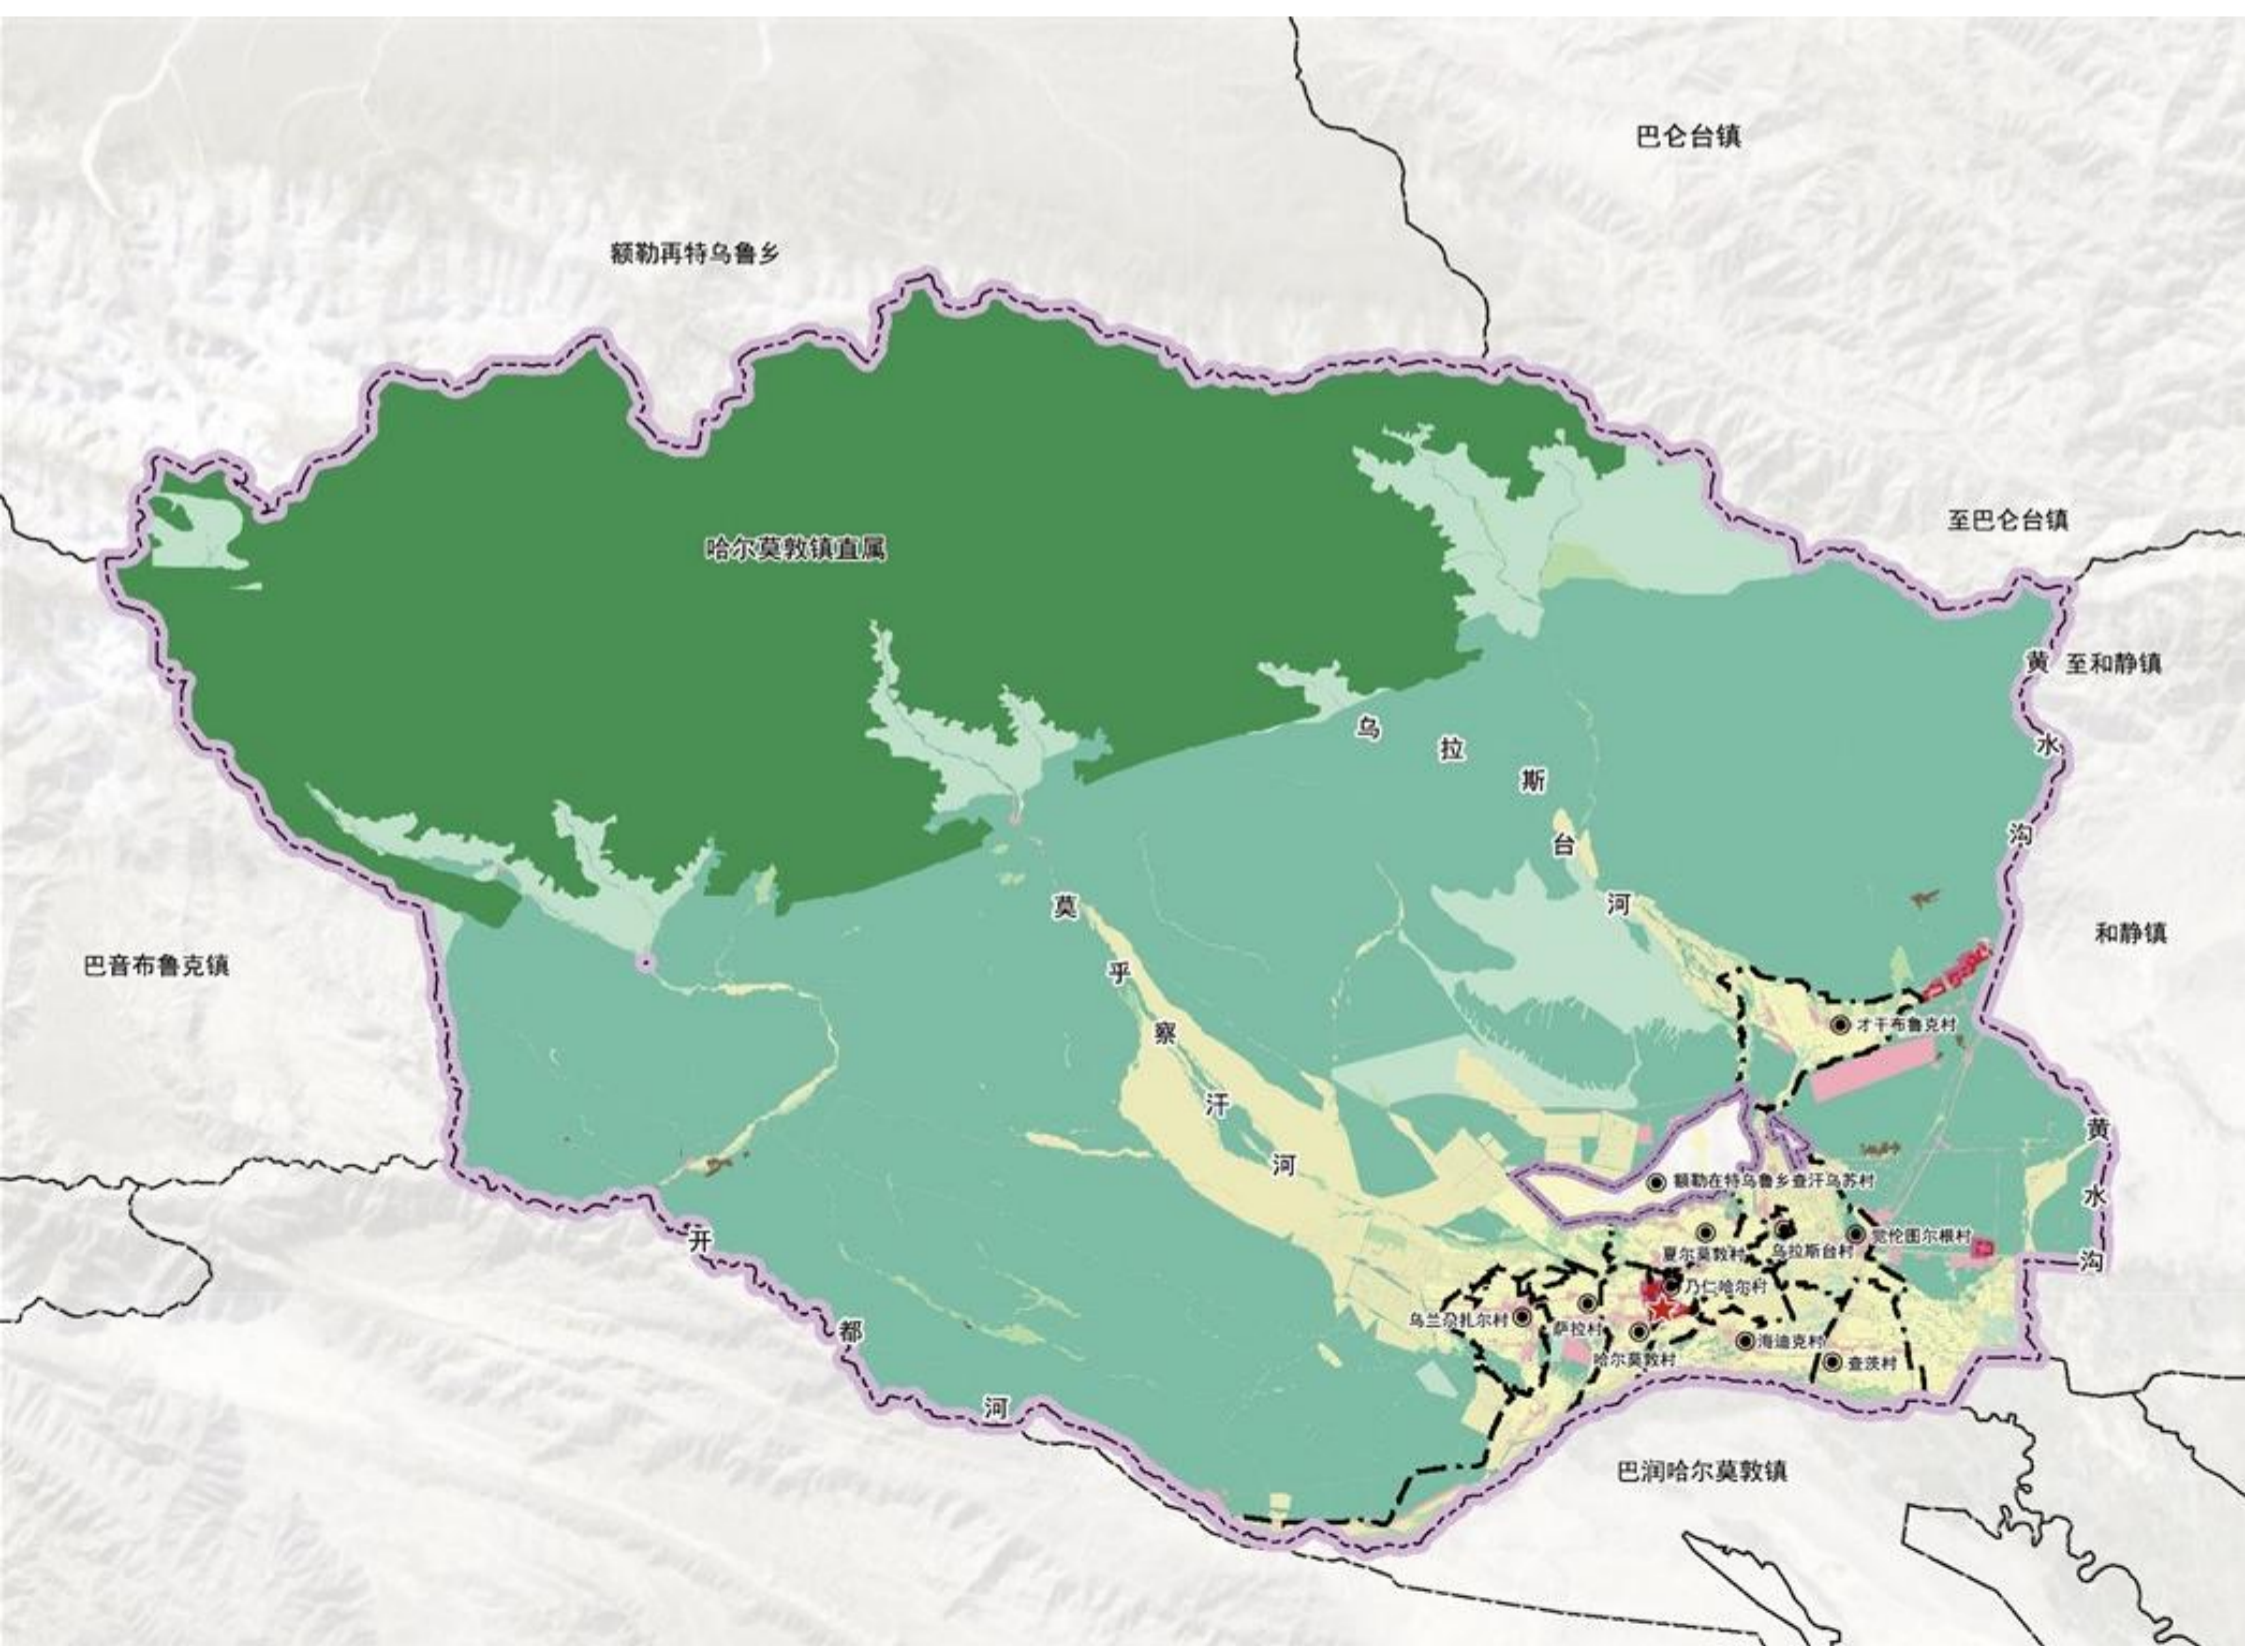 巴仑台镇
额勒再特乌鲁乡
至巴仑台镇
哈尔莫敦镇直属
黄水沟
至和静镇
乌拉斯台河
莫乎察汗河
和静镇
巴音布鲁克镇
才干布鲁克村
黄水沟
额勒在特乌鲁乡查汗乌苏村
觉伦图尔根村
夏尔莫敦村
乌拉斯台村
开都河
乃仁哈尔村
乌兰尕扎尔村
萨拉村
海迪克村
哈尔莫敦村
查茨村
巴润哈尔莫敦镇